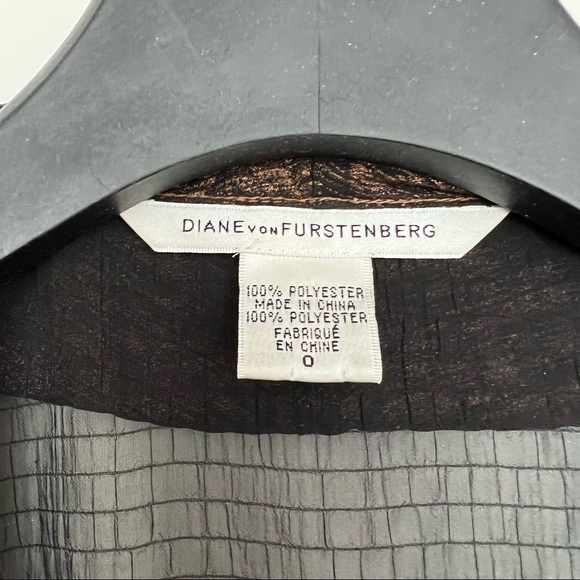 DIANE VON FURSTENBERG
100% POLYESTER
MADE IN CHINA
100% POLYESTER
FABRIQUÉ
EN CHINE
0